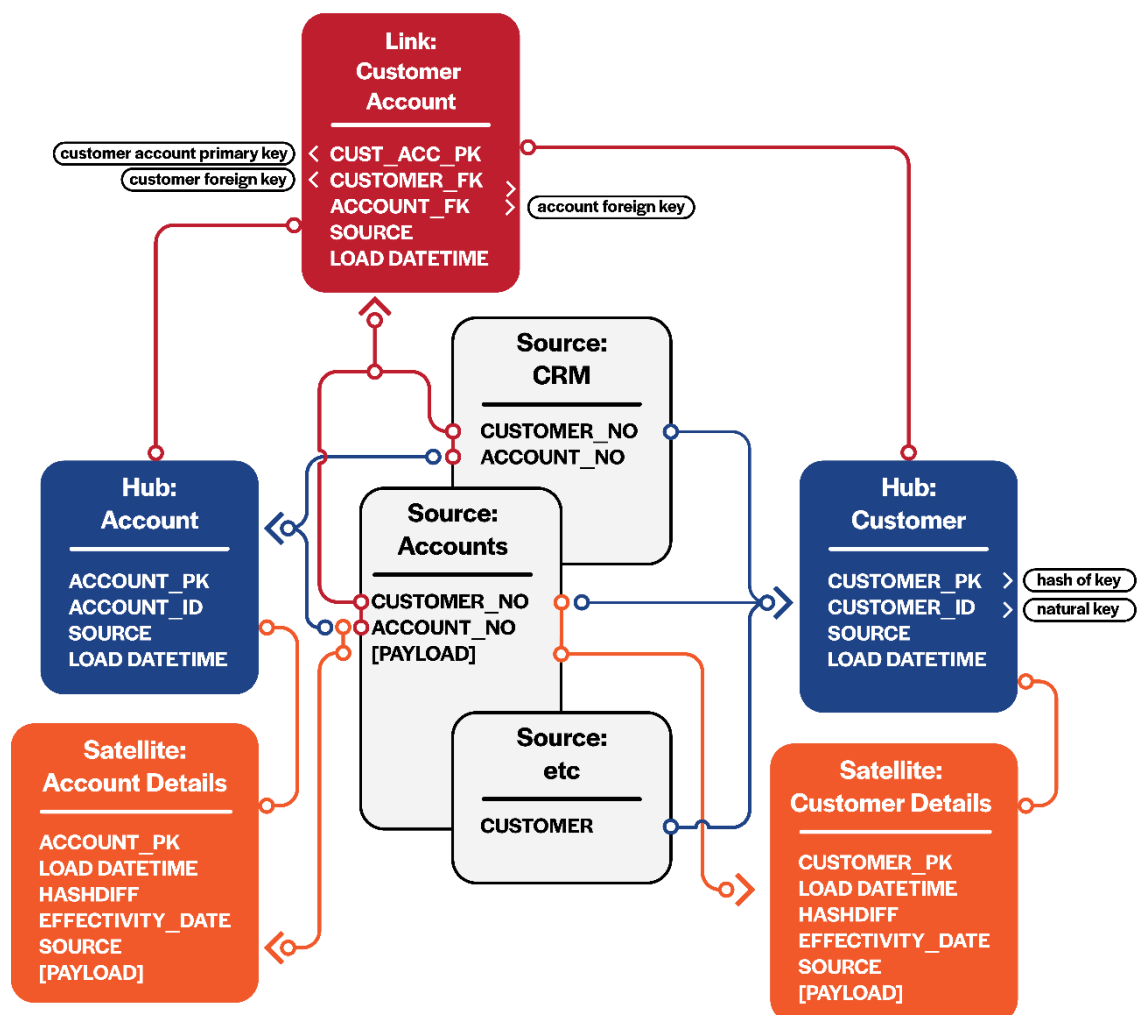 Link:
Customer
Account
CUST_ACC_PK
CUSTOMER_FK
ACCOUNT_FK
SOURCE
LOAD DATETIME
customer account primary key
customer foreign key
account foreign key
Source:
CRM
CUSTOMER_NO
ACCOUNT_NO
Hub:
Account
ACCOUNT_PK
ACCOUNT_ID
SOURCE
LOAD DATETIME
Source:
Accounts
CUSTOMER_NO
ACCOUNT_NO
[PAYLOAD]
Hub:
Customer
CUSTOMER_PK
CUSTOMER_ID
SOURCE
LOAD DATETIME
hash of key
natural key
Satellite:
Account Details
ACCOUNT_PK
LOAD DATETIME
HASHDIFF
EFFECTIVITY_DATE
SOURCE
[PAYLOAD]
Source:
etc
CUSTOMER
Satellite:
Customer Details
CUSTOMER_PK
LOAD DATETIME
HASHDIFF
EFFECTIVITY_DATE
SOURCE
[PAYLOAD]